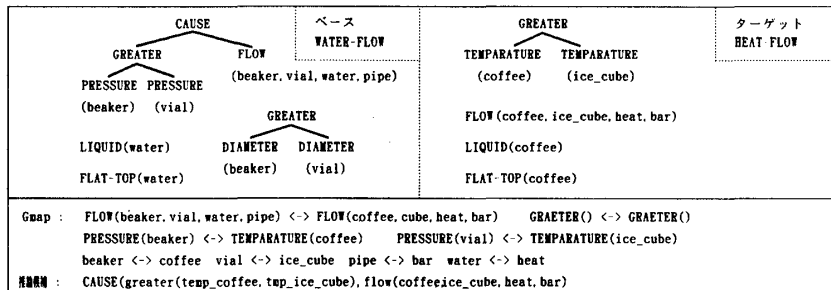 CAUSE
ベース
WATER-FLOW
GREATER
FLOW
(beaker, vial, water, pipe)
PRESSURE PRESSURE
(beaker) (vial)
GREATER
LIQUID(water)
DIAMETER DIAMETER
(beaker) (vial)
FLAT-TOP(water)
GREATER
ターゲット
HEAT-FLOW
TEMPARATURE TEMPARATURE
(coffee) (ice_cube)
FLOW(coffee, ice_cube, heat, bar)
LIQUID(coffee)
FLAT-TOP(coffee)
Gmap : FLOW(beaker, vial, water, pipe) <-> FLOW(coffee, cube, heat, bar) GRAETER() <-> GRAETER()
PRESSURE(beaker) <-> TEMPARATURE(coffee) PRESSURE(vial) <-> TEMPARATURE(ice_cube)
beaker <-> coffee vial <-> ice_cube pipe <-> bar water <-> heat
: CAUSE(greater(temp_coffee, tmp_ice_cube), flow(coffee,ice_cube, heat, bar)